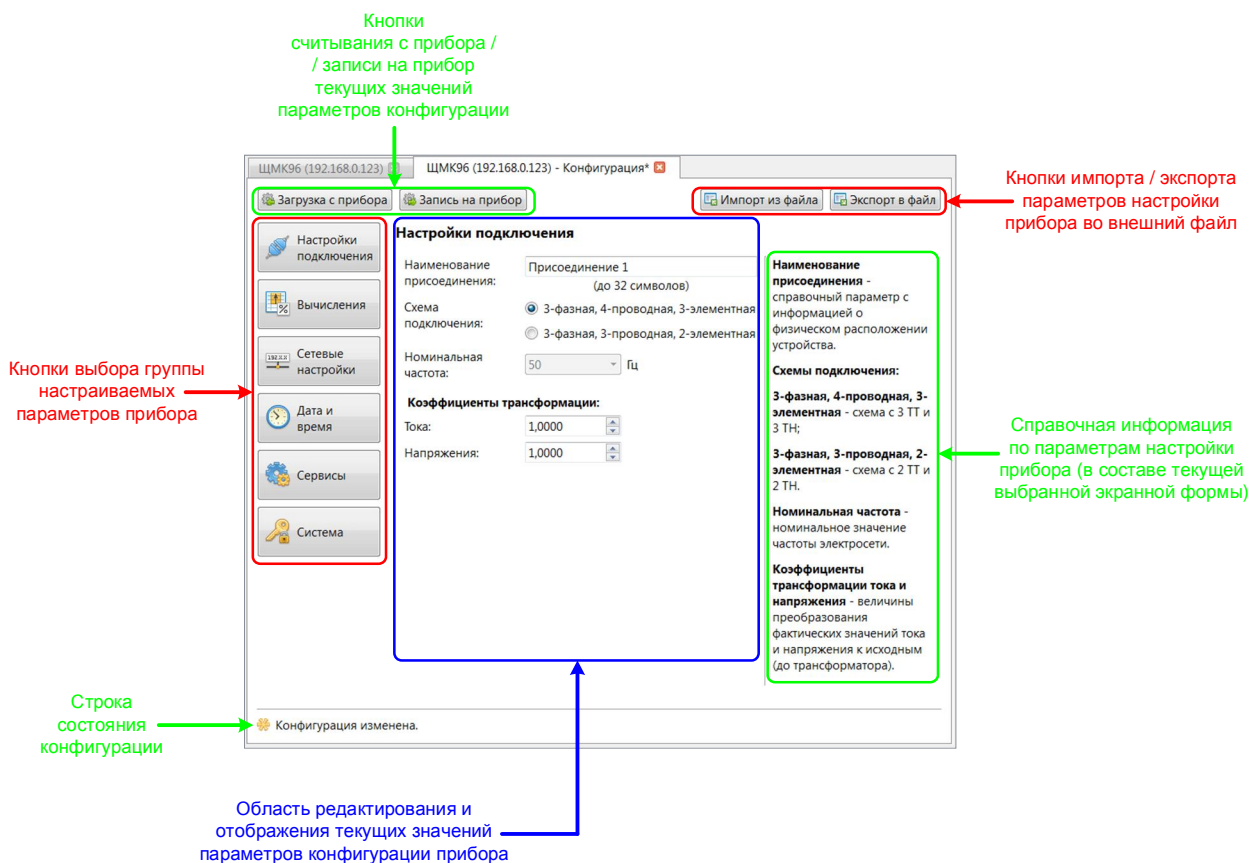 Кнопки
считывания с прибора /
/ записи на прибор
текущих значений
параметров конфигурации
ЩМК96 (192.168.0.123)
ЩМК96 (192.168.0.123) - Конфигурация*
Загрузка с прибора
Запись на прибор
Импорт из файла
Экспорт в файл
Кнопки импорта / экспорта
параметров настройки
прибора во внешний файл
Кнопки выбора группы
настраиваемых
параметров прибора
Настройки
подключения
Вычисления
192.X.X
Сетевые
настройки
Дата и
время
Сервисы
Система
Настройки подключения
Наименование
присоединения:
Присоединение 1
(до 32 символов)
Схема
подключения:
3-фазная, 4-проводная, 3-элементная
3-фазная, 3-проводная, 2-элементная
Номинальная
частота:
50
Гц
Коэффициенты трансформации:
Тока:
1,0000
Напряжения:
1,0000
Наименование
присоединения -
справочный параметр с
информацией о
физическом расположении
устройства.
Схемы подключения:
3-фазная, 4-проводная, 3-
элементная - схема с 3 ТТ и
3 ТН;
3-фазная, 3-проводная, 2-
элементная - схема с 2 ТТ и
2 ТН.
Номинальная частота -
номинальное значение
частоты электросети.
Коэффициенты
трансформации тока и
напряжения - величины
преобразования
фактических значений тока
и напряжения к исходным
(до трансформатора).
Справочная информация
по параметрам настройки
прибора (в составе текущей
выбранной экранной формы)
Строка
состояния
конфигурации
Конфигурация изменена.
Область редактирования и
отображения текущих значений
параметров конфигурации прибора